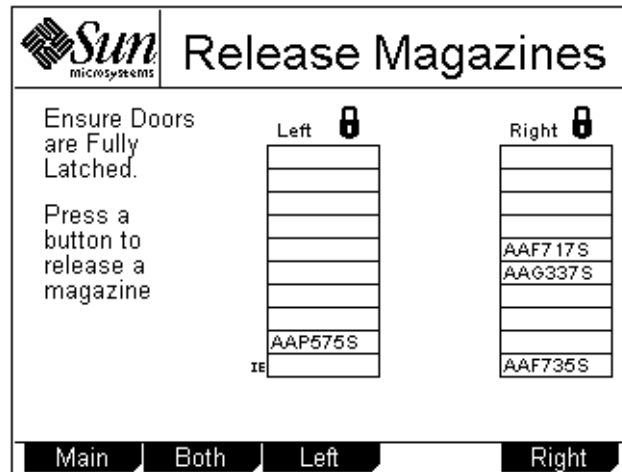 Sun
microsystems
Release Magazines
Ensure Doors
are Fully
Latched.
Press a
button to
release a
magazine
Left
AAP575S
IE
Right
AAF717S
AAG337S
AAF735S
Main
Both
Left
Right